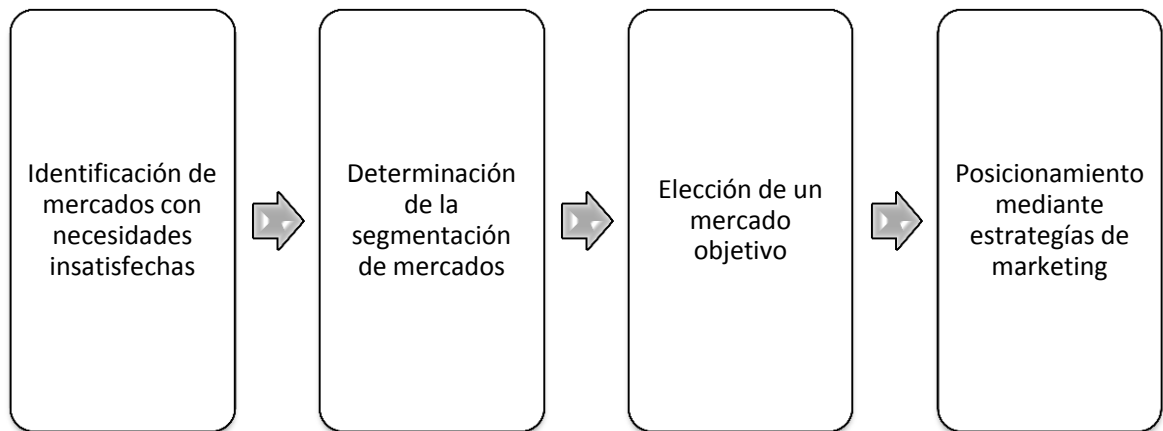 Identificación de
mercados con
necesidades
insatisfechas
Determinación
de la
segmentación
de mercados
Elección de un
mercado
objetivo
Posicionamiento
mediante
estrategías de
marketing